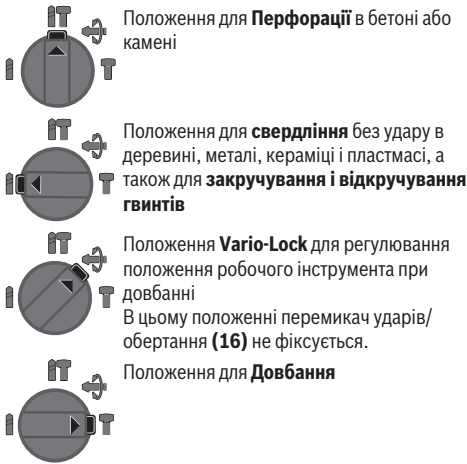 Положення для Перфорації в бетоні або
камені
Положення для свердління без удару в
деревині, металі, кераміці і пластмасі, а
також для закручування і відкручування
гвинтів
Положення Vario-Lock для регулювання
положення робочого інструмента при
довбанні
В цьому положенні перемикач ударів/
обертання (16) не фіксується.
Положення для Довбання